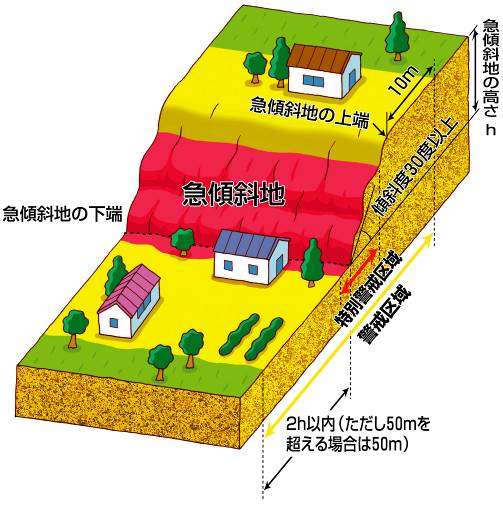 急傾斜地の高さh
10m
急傾斜地の上端
傾斜度30度以上
急傾斜地
急傾斜地の下端
特別警戒区域
警戒区域
2h以内（ただし50mを
超える場合は50m）